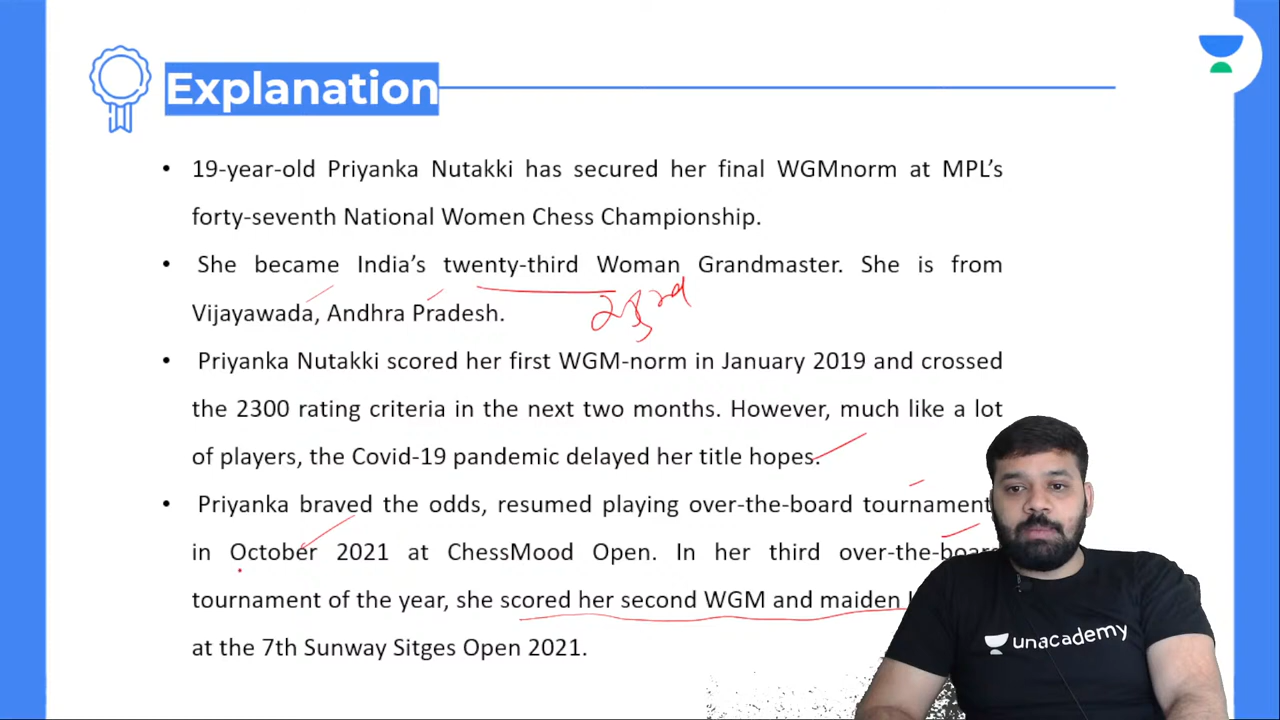 Explanation
• 19-year-old Priyanka Nutakki has secured her final WGMnorm at MPL's
forty-seventh National Women Chess Championship.
• She became India's twenty-third Woman Grandmaster. She is from
Vijayawada, Andhra Pradesh.
23rd
• Priyanka Nutakki scored her first WGM-norm in January 2019 and crossed
the 2300 rating criteria in the next two months. However, much like a lot
of players, the Covid-19 pandemic delayed her title hopes.
• Priyanka braved the odds, resumed playing over-the-board tournament
in October 2021 at ChessMood Open. In her third over-the-board
tournament of the year, she scored her second WGM and maiden
at the 7th Sunway Sitges Open 2021.
unacademy